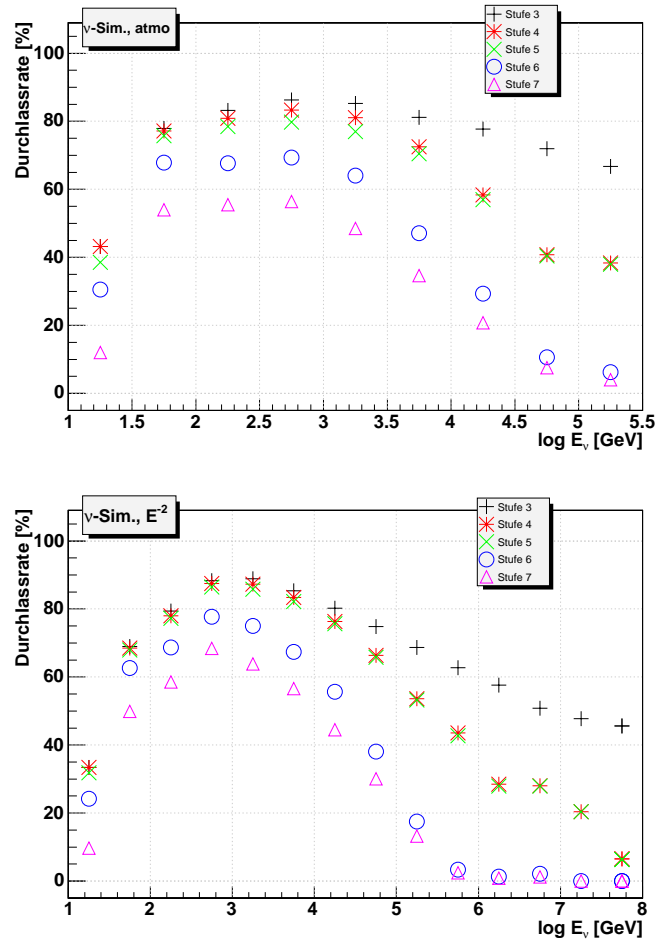 ν-Sim., atmo
Stufe 3
Stufe 4
Stufe 5
Stufe 6
Stufe 7
Durchlassrate [%]
100
80
60
40
20
0
1 1.5 2 2.5 3 3.5 4 4.5 5 5.5
log Eν [GeV]
ν-Sim., E-2
Stufe 3
Stufe 4
Stufe 5
Stufe 6
Stufe 7
Durchlassrate [%]
100
80
60
40
20
0
1 2 3 4 5 6 7 8
log Eν [GeV]